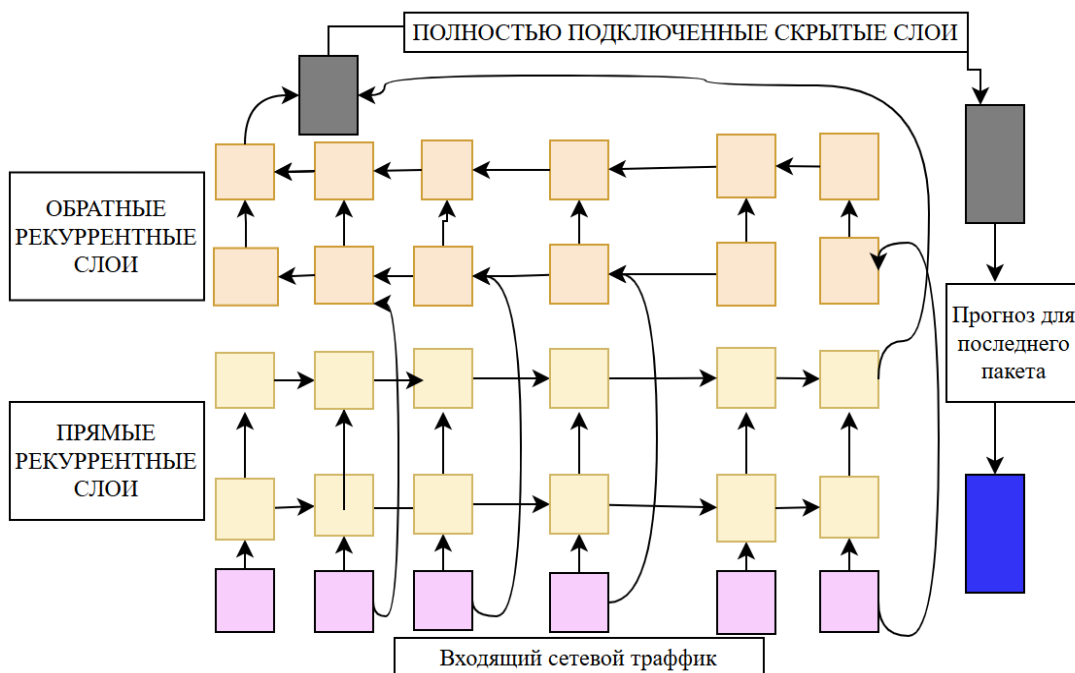 ПОЛНОСТЬЮ ПОДКЛЮЧЕННЫЕ СКРЫТЫЕ СЛОИ
ОБРАТНЫЕ
РЕКУРРЕНТНЫЕ
СЛОИ
Прогноз для
последнего
пакета
ПРЯМЫЕ
РЕКУРРЕНТНЫЕ
СЛОИ
Входящий сетевой траффик